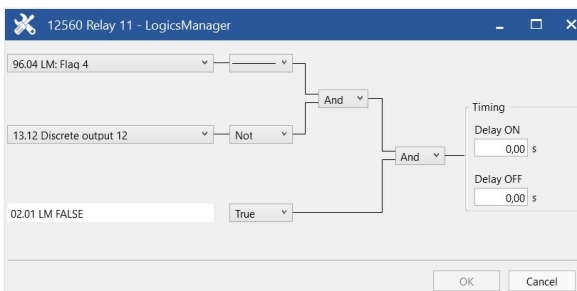 12560 Relay 11 - LogicsManager
96.04 LM: Flag 4
And
Timing
Delay ON
13.12 Discrete output 12
Not
And
0,00 s
Delay OFF
0,00 s
02.01 LM FALSE
True
OK
Cancel